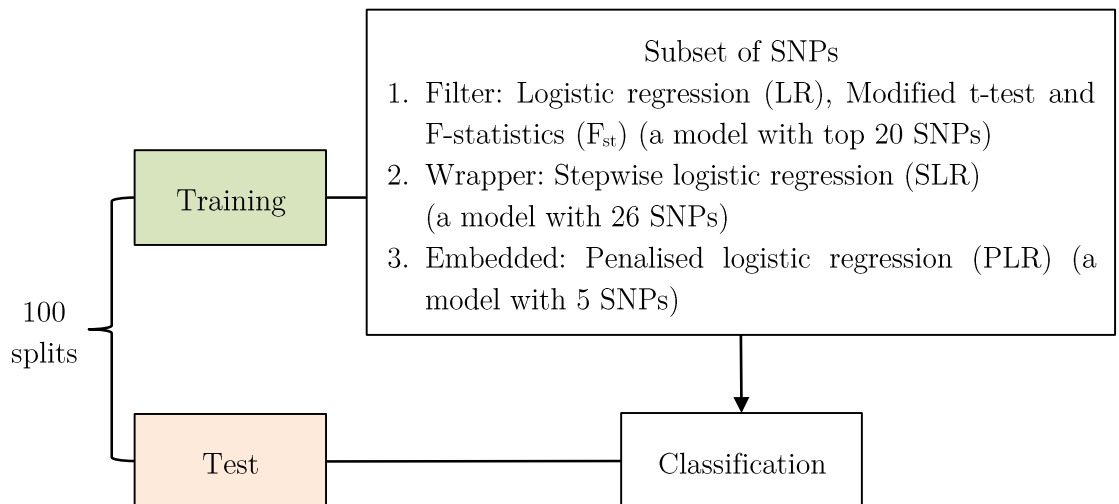 Subset of SNPs
1. Filter: Logistic regression (LR), Modified t-test and
F-statistics (Fst) (a model with top 20 SNPs)
2. Wrapper: Stepwise logistic regression (SLR)
(a model with 26 SNPs)
3. Embedded: Penalised logistic regression (PLR) (a
model with 5 SNPs)
Training
100
splits
Test
Classification